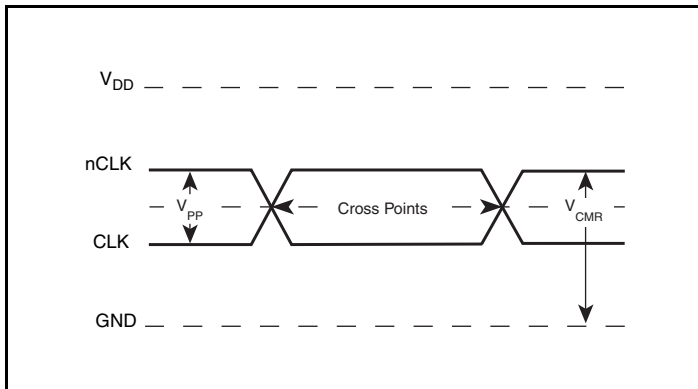 VDD
nCLK
VPP
Cross Points
VCMR
CLK
GND